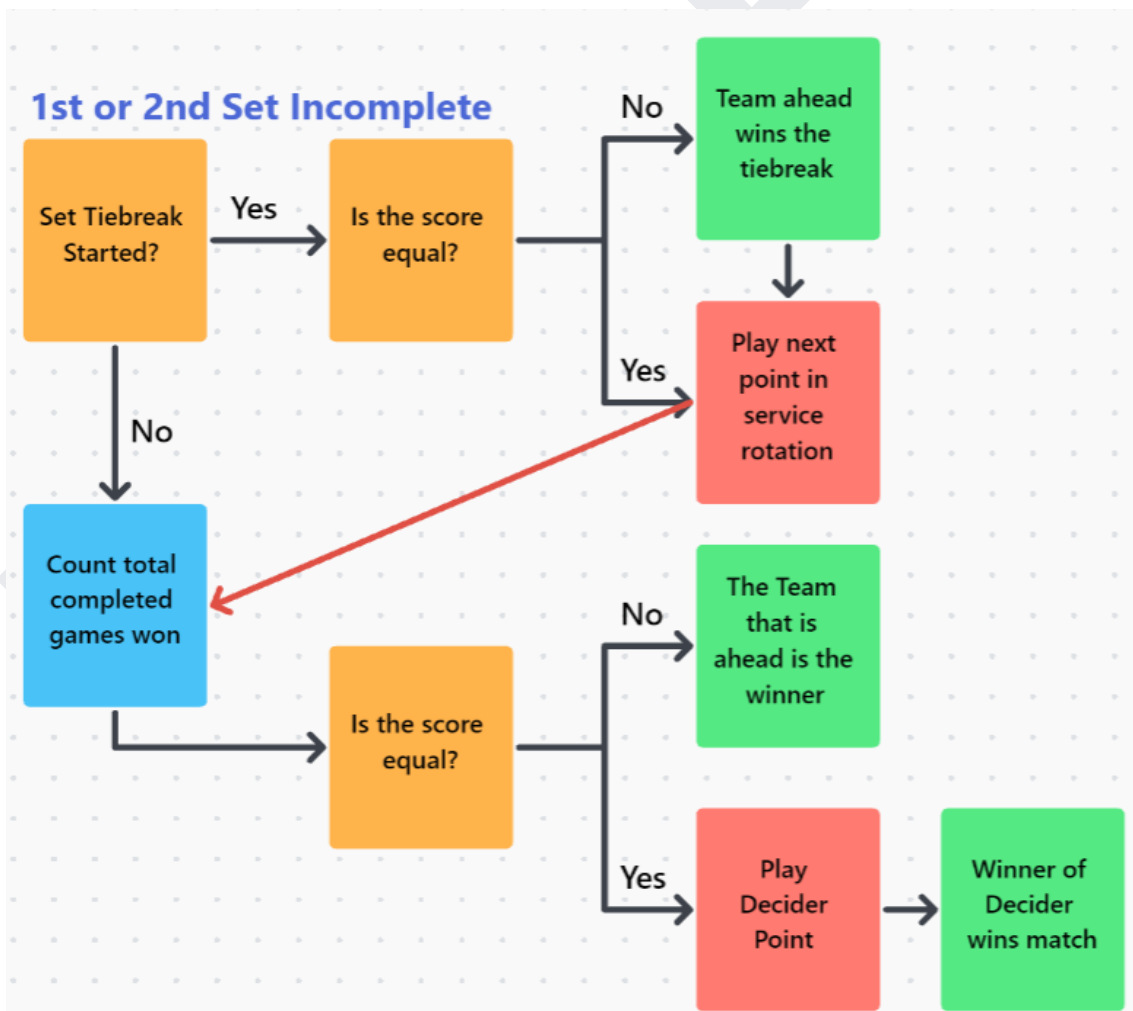 1st or 2nd Set Incomplete
Set Tiebreak
Started?
Yes
Is the score
equal?
No
Team ahead
wins the
tiebreak
Yes
Play next
point in
service
rotation
No
Count total
completed
games won
Is the score
equal?
No
The Team
that is
ahead is the
winner
Yes
Play
Decider
Point
Winner of
Decider
wins match